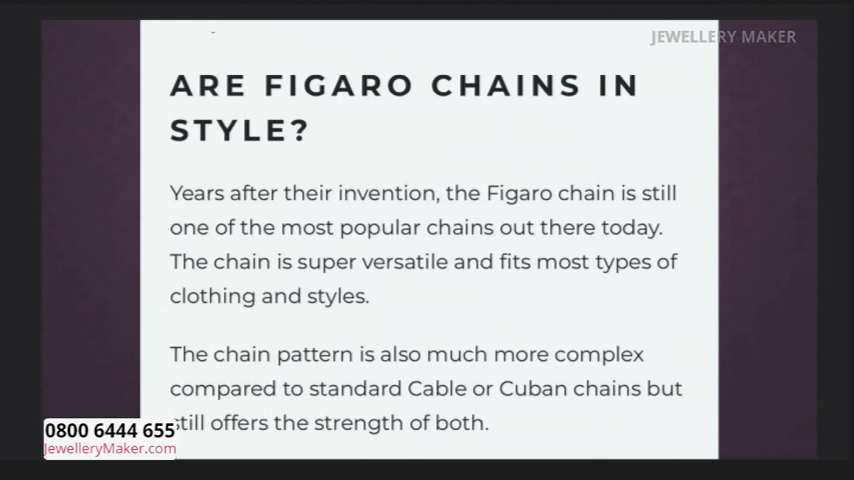 JEWELLERY MAKER
ARE FIGARO CHAINS IN
STYLE?
Years after their invention, the Figaro chain is still
one of the most popular chains out there today.
The chain is super versatile and fits most types of
clothing and styles.
The chain pattern is also much more complex
compared to standard Cable or Cuban chains but
still offers the strength of both.
0800 6444 655
JewelleryMaker.com